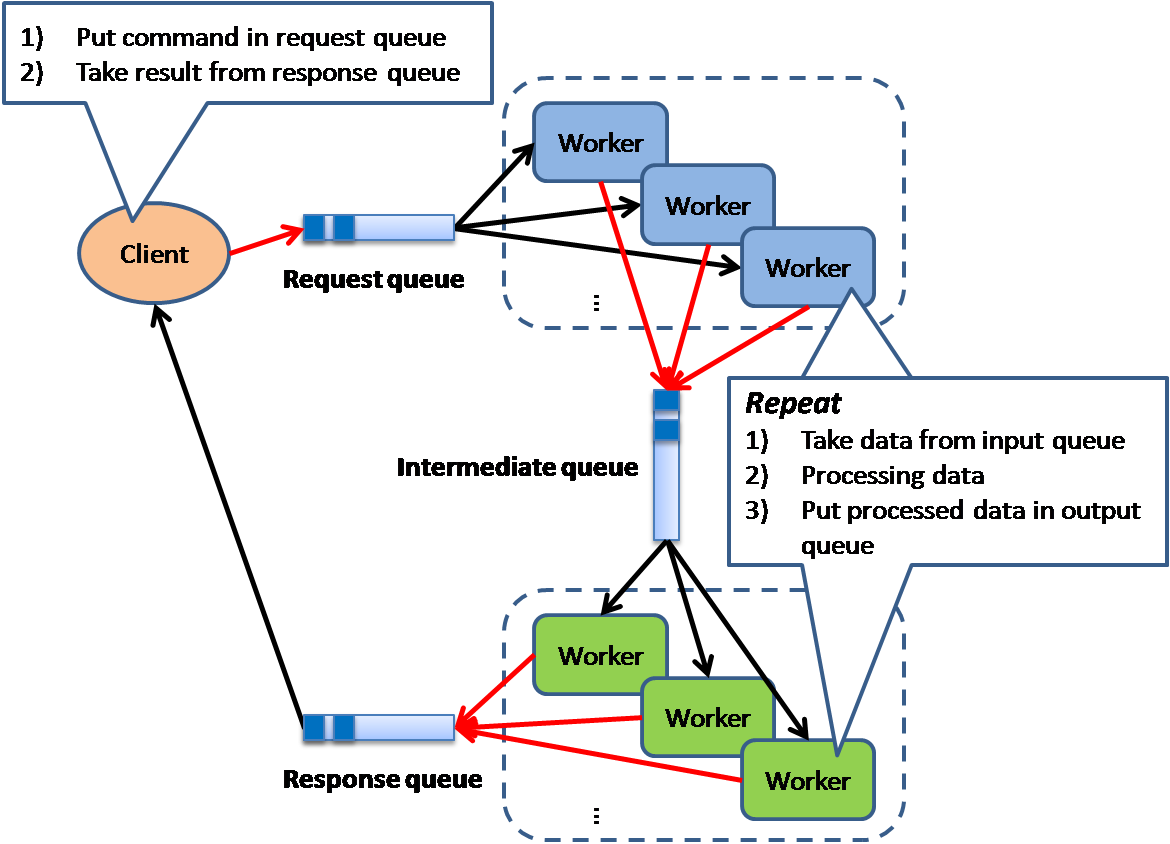 1) Put command in request queue
2) Take result from response queue
Worker
Worker
Client
Worker
Request queue
...
Repeat
1) Take data from input queue
2) Processing data
3) Put processed data in output
queue
Intermediate queue
Worker
Worker
Response queue
Worker
...